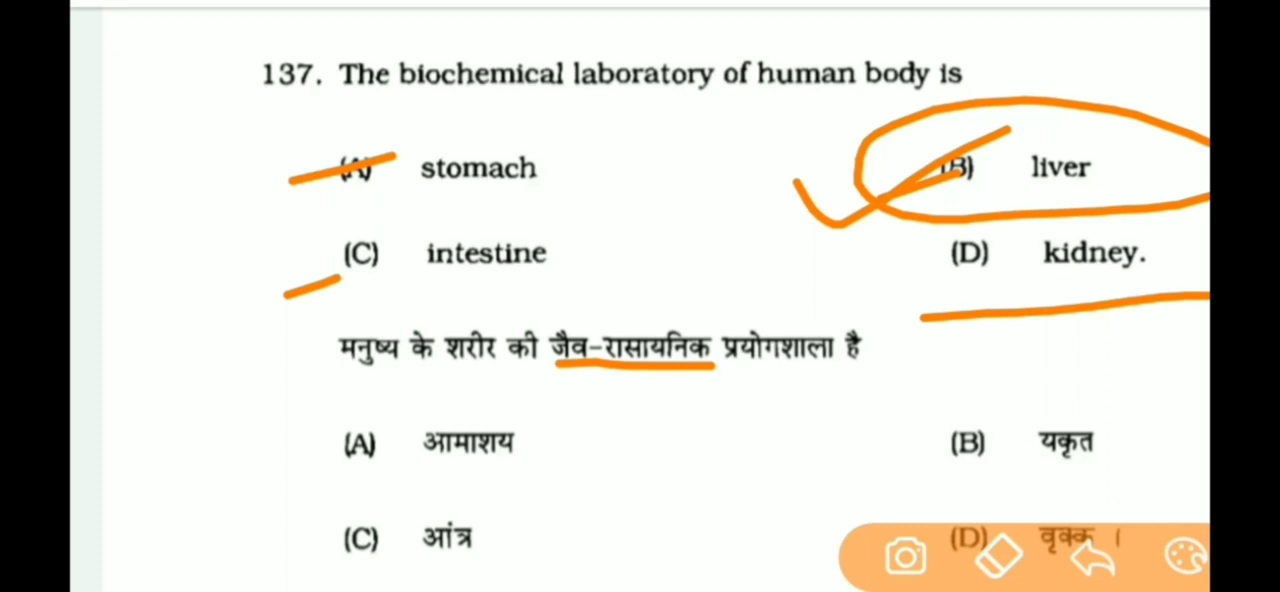 137. The biochemical laboratory of human body is
(A) stomach (B) liver
(C) intestine (D) kidney.
मनुष्य के शरीर की जैव-रासायनिक प्रयोगशाला है
(A) आमाशय (B) यकृत
(C) आंत्र (D) वृक्क ।